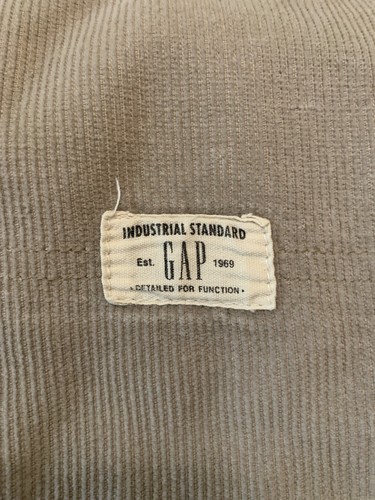 INDUSTRIAL STANDARD
Est. GAP 1969
• DETAILED FOR FUNCTION •